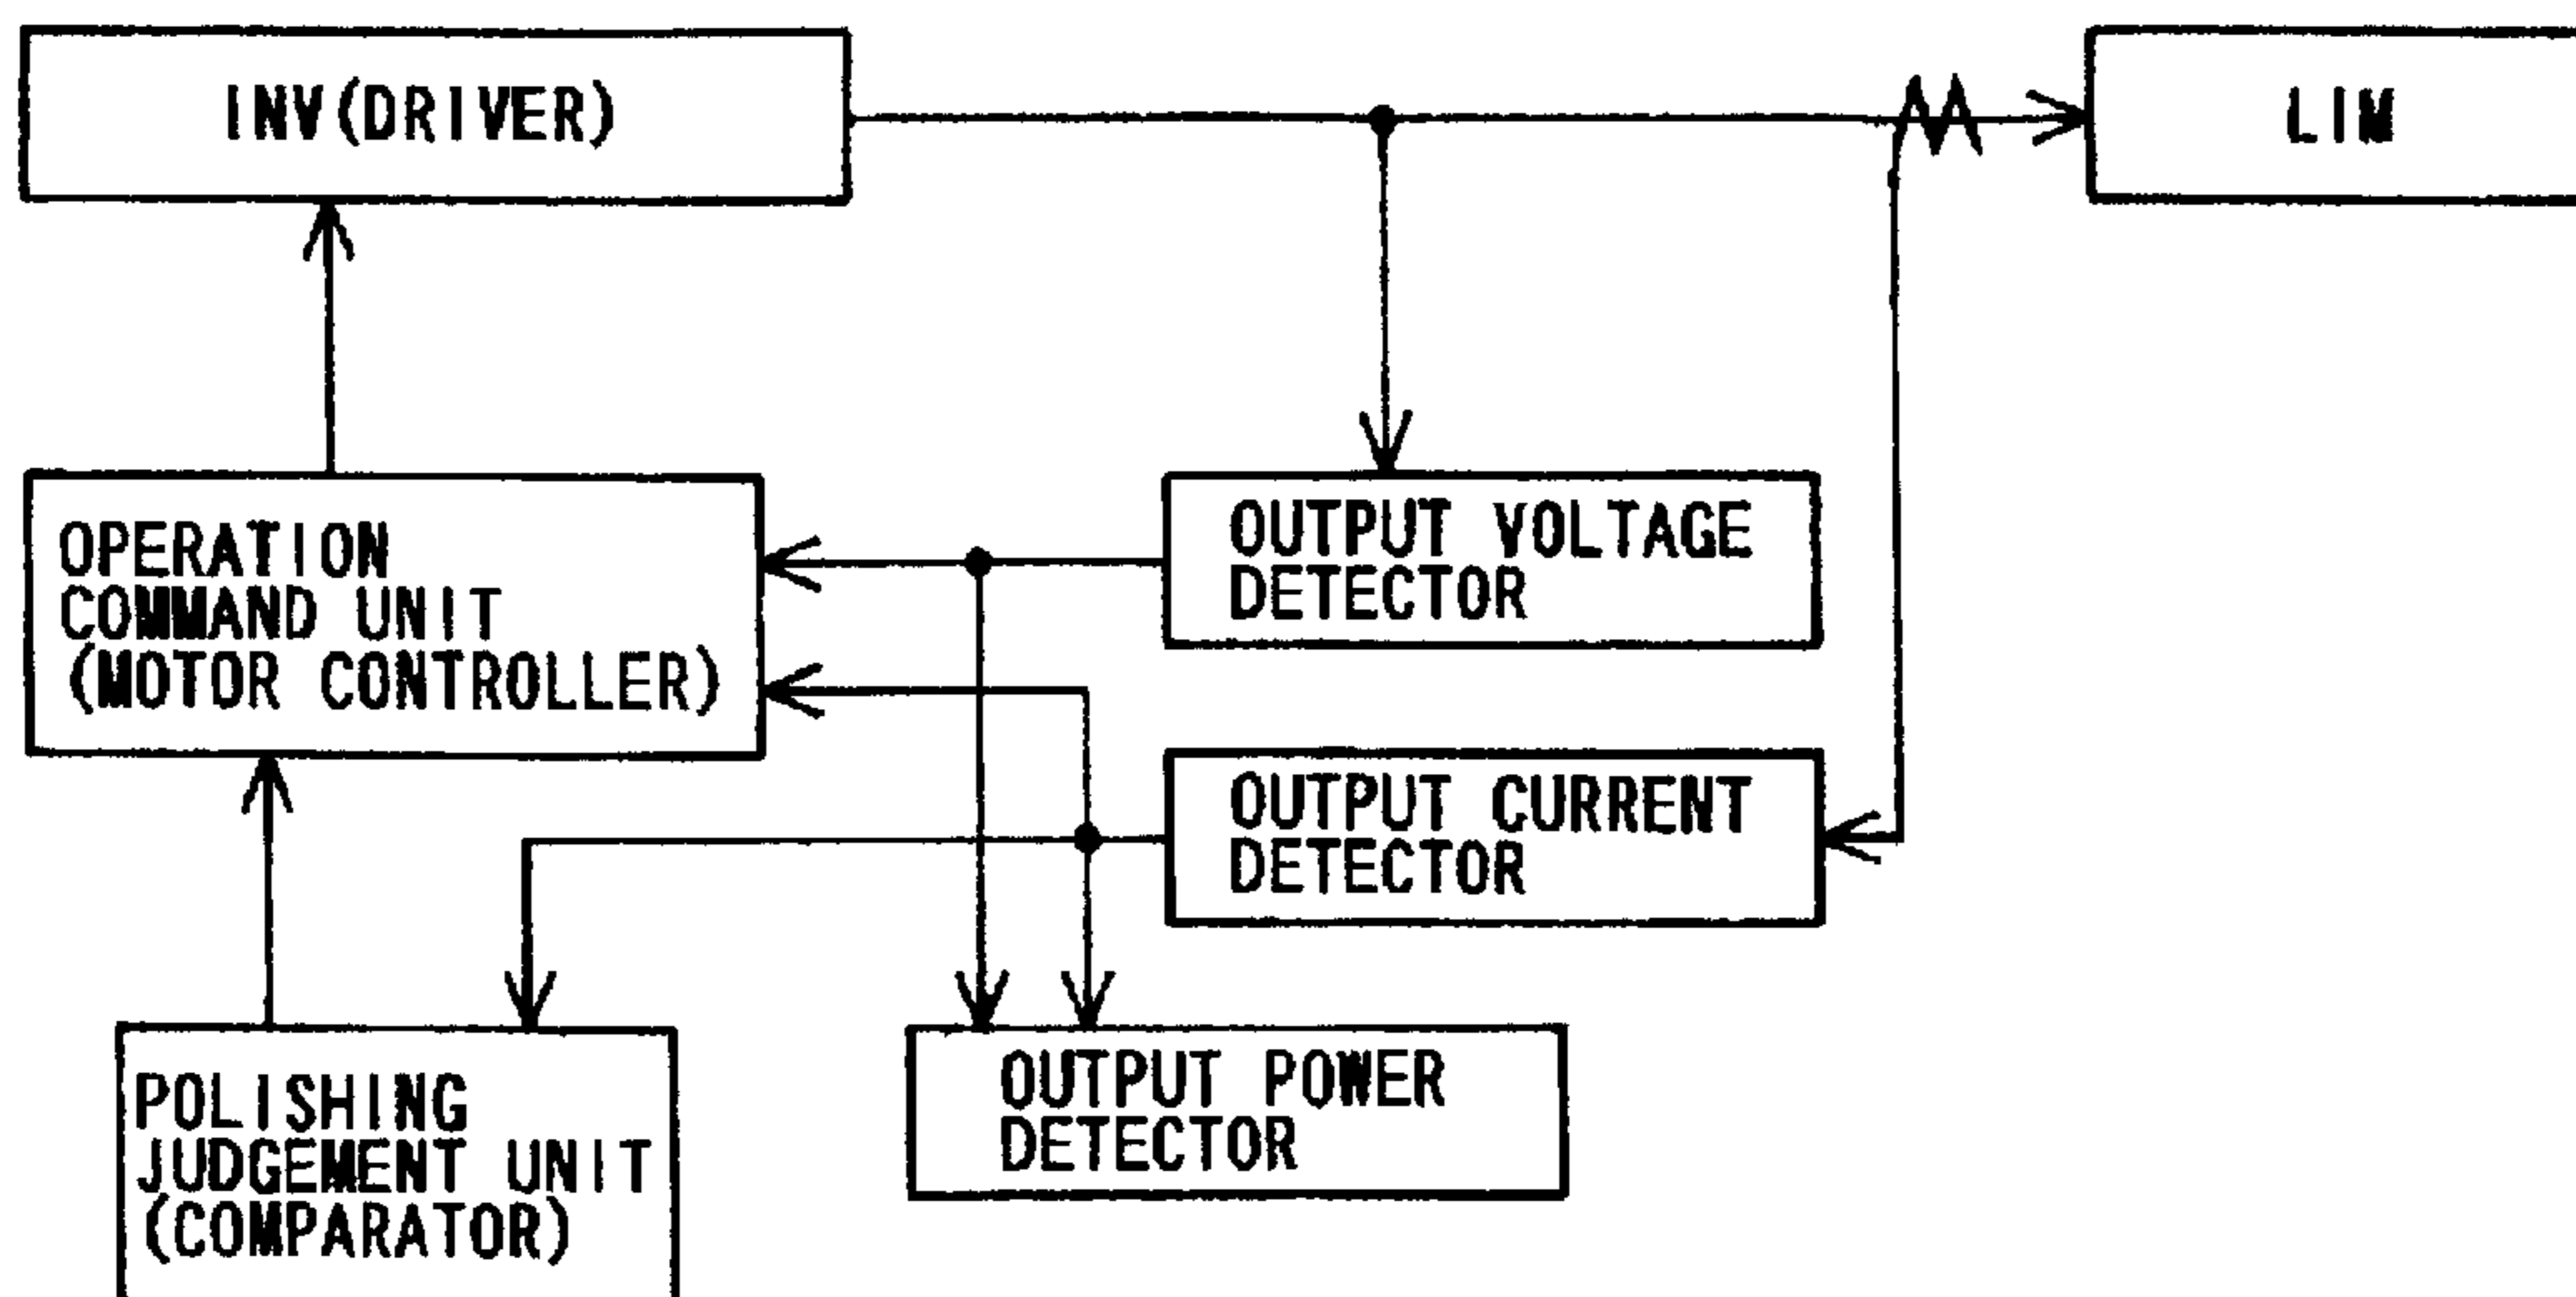 INV(DRIVER)
LIM
OPERATION
COMMAND UNIT
(MOTOR CONTROLLER)
OUTPUT VOLTAGE
DETECTOR
OUTPUT CURRENT
DETECTOR
POLISHING
JUDGEMENT UNIT
(COMPARATOR)
OUTPUT POWER
DETECTOR